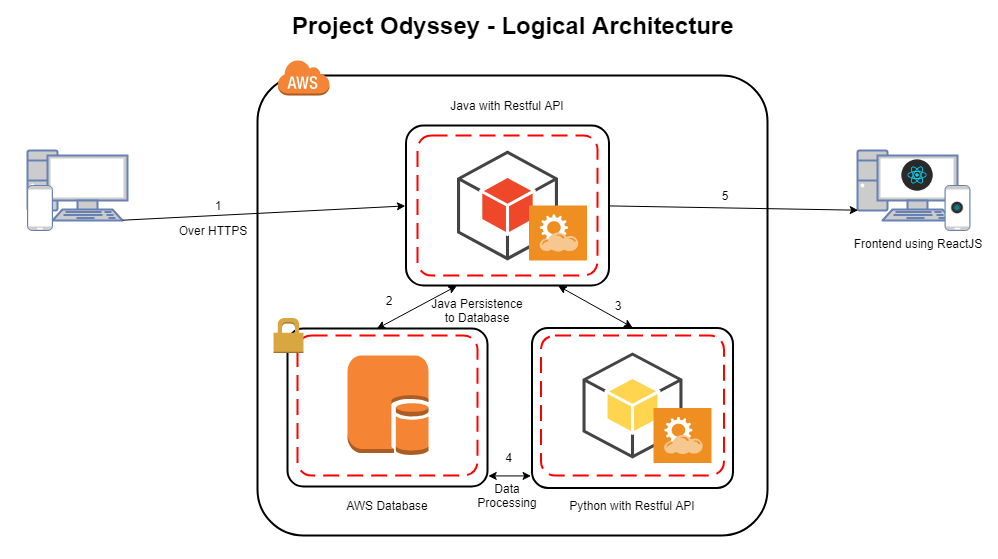 Project Odyssey - Logical Architecture
AWS
Java with Restful API
1
Over HTTPS
5
Frontend using ReactJS
2
Java Persistence
to Database
3
4
Data
Processing
AWS Database
Python with Restful API